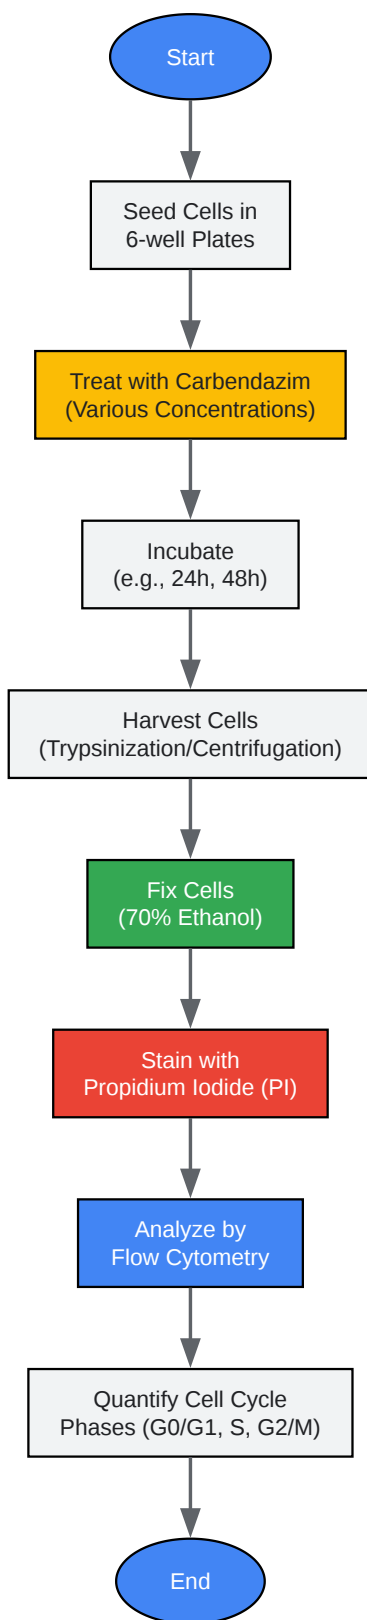 Start
Seed Cells in
6-well Plates
Treat with Carbendazim
(Various Concentrations)
Incubate
(e.g., 24h, 48h)
Harvest Cells
(Trypsinization/Centrifugation)
Fix Cells
(70% Ethanol)
Stain with
Propidium Iodide (PI)
Analyze by
Flow Cytometry
Quantify Cell Cycle
Phases (G0/G1, S, G2/M)
End